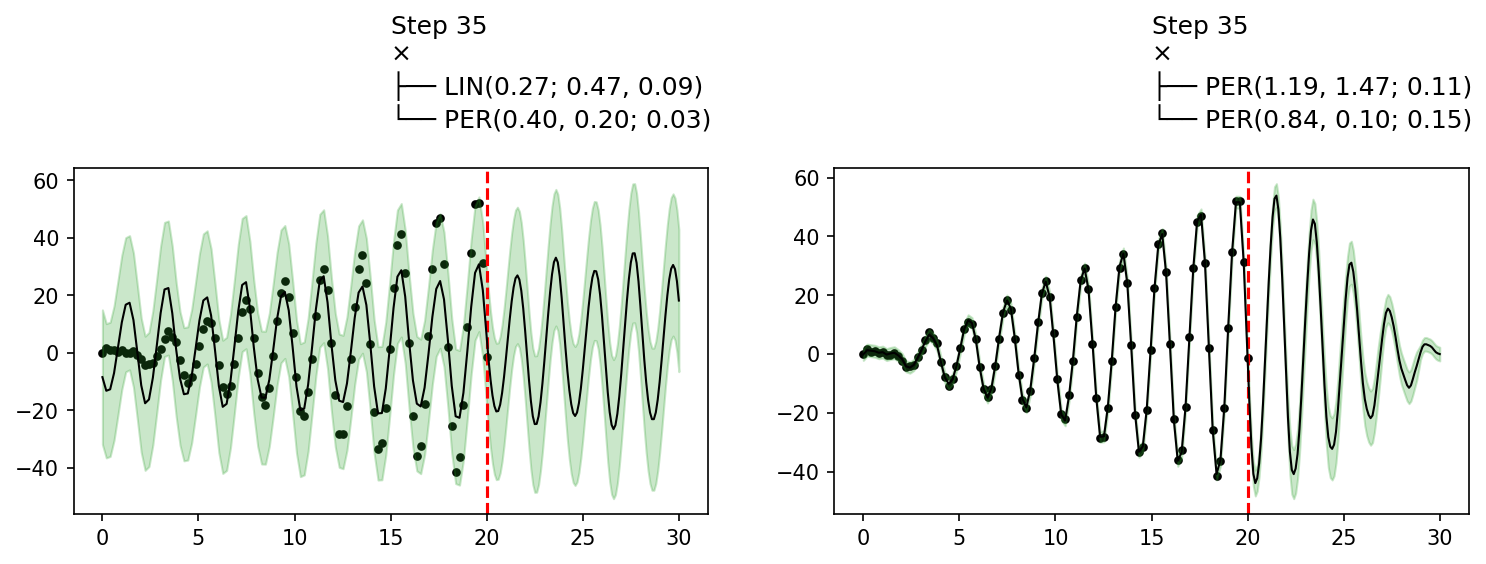 Step 35
×
├── LIN(0.27; 0.47, 0.09)
└── PER(0.40, 0.20; 0.03)
60
40
20
0
−20
−40
0 5 10 15 20 25 30
Step 35
×
├── PER(1.19, 1.47; 0.11)
└── PER(0.84, 0.10; 0.15)
60
40
20
0
−20
−40
0 5 10 15 20 25 30